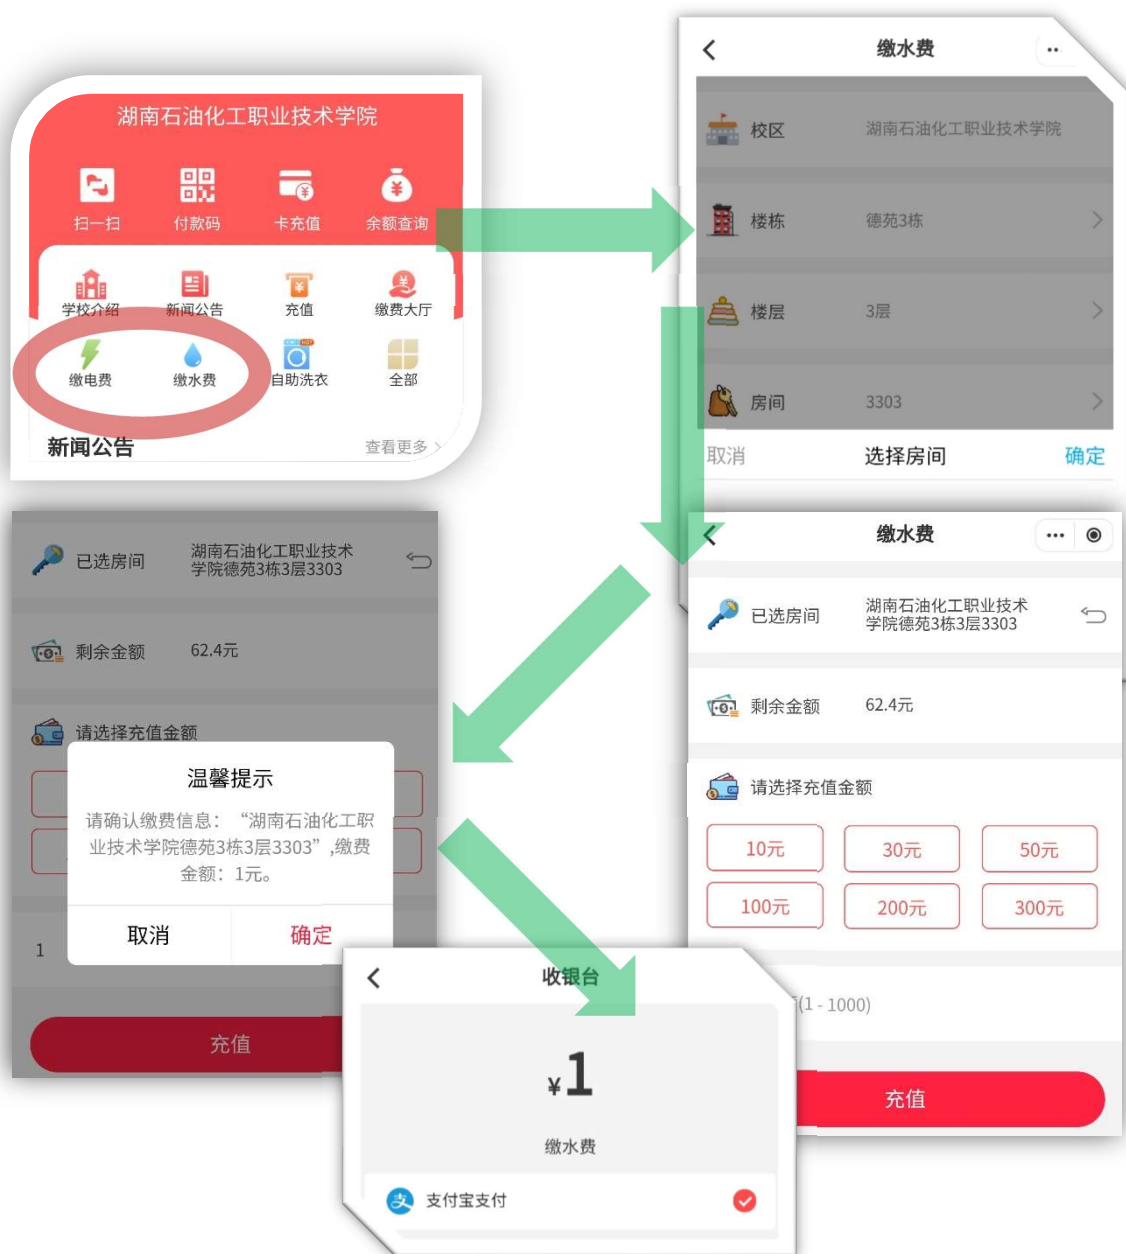 湖南石油化工职业技术学院
扫一扫 付款码 卡充值 余额查询
学校介绍 新闻公告 充值 缴费大厅
缴电费 缴水费 自助洗衣 全部
新闻公告 查看更多
缴水费
校区 湖南石油化工职业技术学院
楼栋 德苑3栋
楼层 3层
房间 3303
取消 选择房间 确定
缴水费
已选房间 湖南石油化工职业技术
学院德苑3栋3层3303
剩余金额 62.4元
请选择充值金额
10元 30元 50元
100元 200元 300元
(1 - 1000)
充值
已选房间 湖南石油化工职业技术
学院德苑3栋3层3303
剩余金额 62.4元
请选择充值金额
温馨提示
请确认缴费信息：“湖南石油化工职
业技术学院德苑3栋3层3303”,缴费
金额：1元。
取消 确定
1
充值
收银台
¥1
缴水费
支 支付宝支付